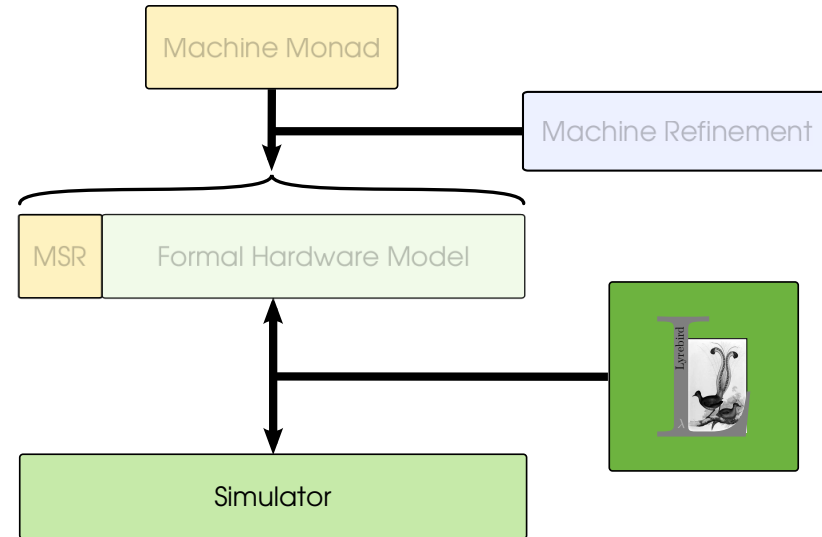 Machine Monad
Machine Refinement
MSR
Formal Hardware Model
Lyrebird
L
λ
Simulator